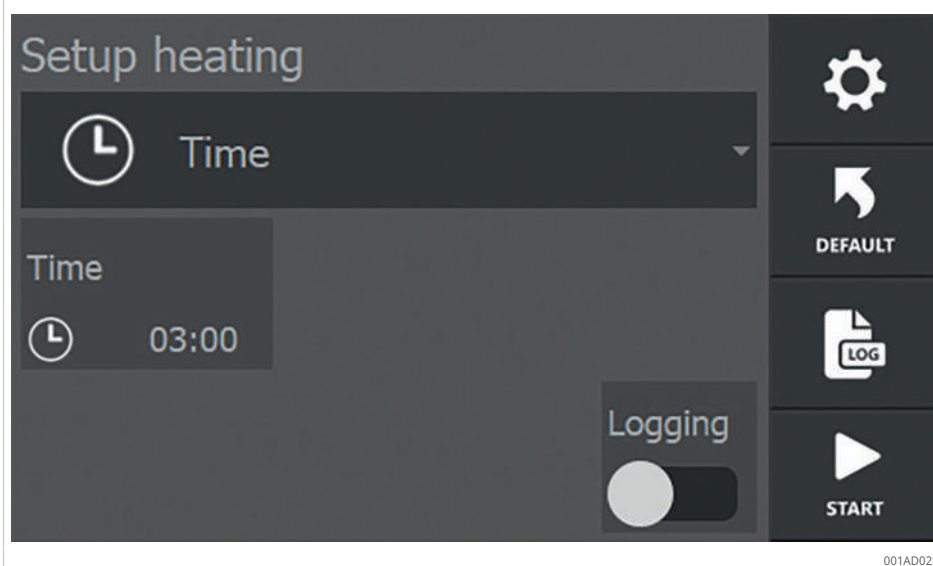 Setup heating
Time
Time
03:00
Logging
DEFAULT
LOG
START
001AD02